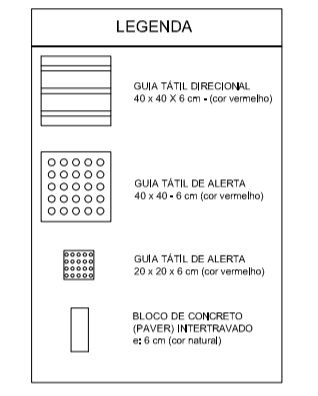 LEGENDA
GUIA TÁTIL DIRECIONAL
40 x 40 X 6 cm - (cor vermelho)
GUIA TÁTIL DE ALERTA
40 x 40 - 6 cm (cor vermelho)
GUIA TÁTIL DE ALERTA
20 x 20 x 6 cm (cor vermelho)
BLOCO DE CONCRETO
(PAVER) INTERTRAVADO
e: 6 cm (cor natural)